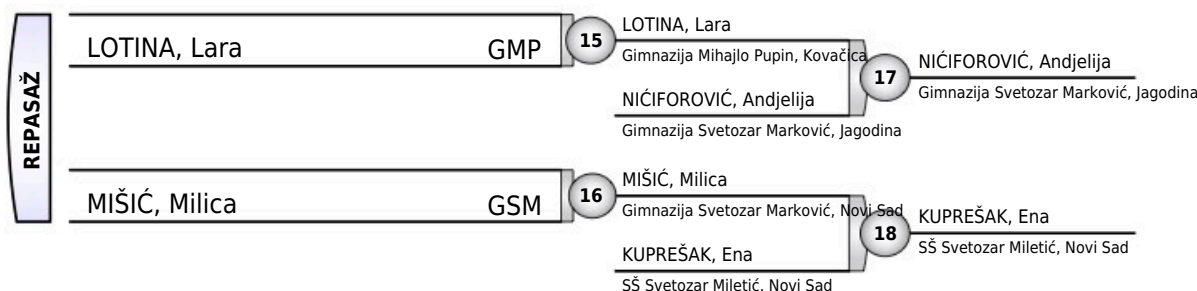 REPASAŽ
LOTINA, Lara GMP
15
LOTINA, Lara
Gimnazija Mihajlo Pupin, Kovačica
NIĆIFOROVIĆ, Andjelija
Gimnazija Svetozar Marković, Jagodina
17
NIĆIFOROVIĆ, Andjelija
Gimnazija Svetozar Marković, Jagodina
MIŠIĆ, Milica GSM
16
MIŠIĆ, Milica
Gimnazija Svetozar Marković, Novi Sad
KUPREŠAK, Ena
SŠ Svetozar Miletić, Novi Sad
18
KUPREŠAK, Ena
SŠ Svetozar Miletić, Novi Sad